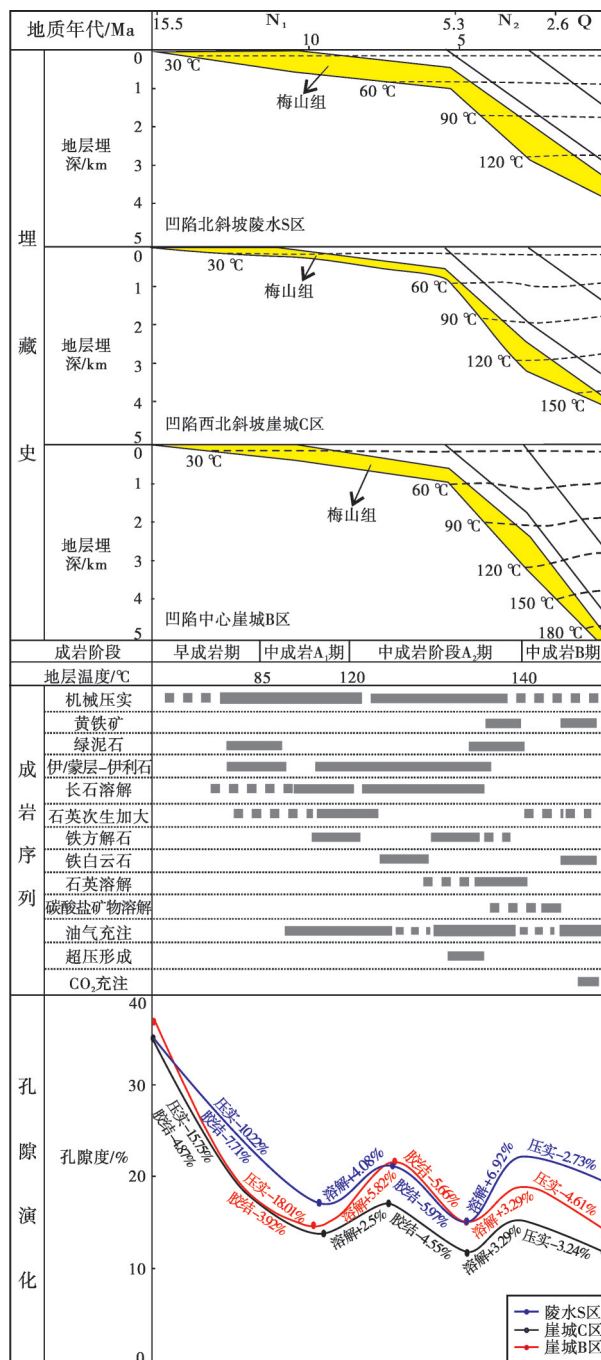 地质年代/Ma
15.5 N₁ 10 5.3 5 N₂ 2.6 Q
埋藏史
地层埋深/km
0
1
2
3
4
5
30 ℃
60 ℃
90 ℃
120 ℃
梅山组
凹陷北斜坡陵水S区
地层埋深/km
0
1
2
3
4
5
30 ℃
60 ℃
90 ℃
120 ℃
150 ℃
梅山组
凹陷西北斜坡崖城C区
地层埋深/km
0
1
2
3
4
5
30 ℃
60 ℃
90 ℃
120 ℃
150 ℃
180 ℃
梅山组
凹陷中心崖城B区
成岩阶段 早成岩期 中成岩A₁期 中成岩阶段A₂期 中成岩B期
地层温度/℃ 85 120 140
成岩序列
机械压实
黄铁矿
绿泥石
伊/蒙层-伊利石
长石溶解
石英次生加大
铁方解石
铁白云石
石英溶解
碳酸盐矿物溶解
油气充注
超压形成
CO₂充注
孔隙演化
孔隙度/%
40
30
20
10
0
压实-10.22%
胶结-7.71%
压实-15.75%
胶结-4.87%
压实-18.01%
胶结-3.92%
溶解+4.08%
溶解+5.82%
溶解+2.5%
胶结-5.66%
胶结-5.97%
胶结-4.55%
溶解+6.92%
溶解+3.29%
溶解+3.29%
压实-2.73%
压实-4.61%
压实-3.24%
陵水S区
崖城C区
崖城B区